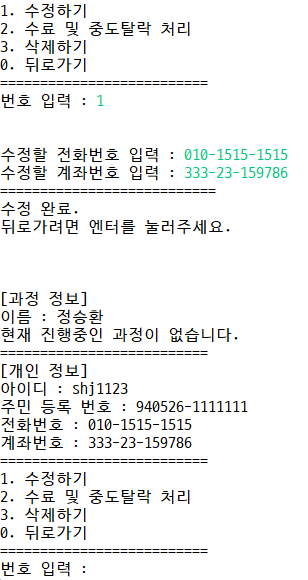 1. 수정하기
2. 수료 및 중도탈락 처리
3. 삭제하기
0. 뒤로가기
==========================
번호 입력 : 1
수정할 전화번호 입력 : 010-1515-1515
수정할 계좌번호 입력 : 333-23-159786
===========================
수정 완료.
뒤로가려면 엔터를 눌러주세요.
[과정 정보]
이름 : 정승환
현재 진행중인 과정이 없습니다.
==========================
[개인 정보]
아이디 : shj1123
주민 등록 번호 : 940526-1111111
전화번호 : 010-1515-1515
계좌번호 : 333-23-159786
==========================
1. 수정하기
2. 수료 및 중도탈락 처리
3. 삭제하기
0. 뒤로가기
==========================
번호 입력 :